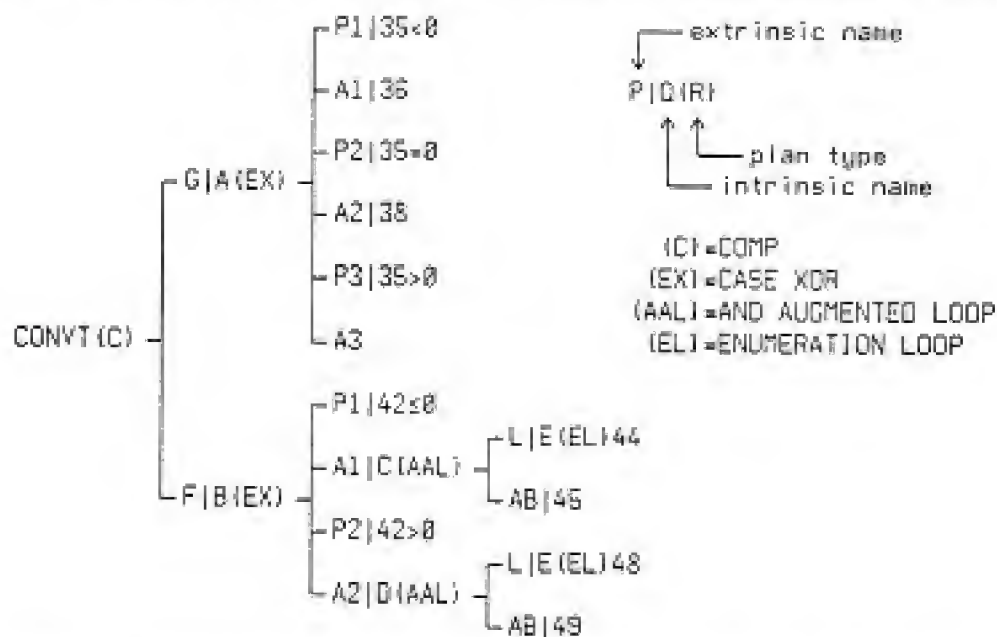 P1|35<0
A1|36
P2|35=0
G|A(EX)
A2|38
P3|35>0
A3
CONVT(C)
P1|42≤0
L|E(EL)44
A1|C(AAL)
AB|45
F|B(EX)
P2|42>0
L|E(EL)48
A2|D(AAL)
AB|49
extrinsic name
P|Q(R)
plan type
intrinsic name
(C)=COMP
(EX)=CASE XOR
(AAL)=AND AUGMENTED LOOP
(EL)=ENUMERATION LOOP